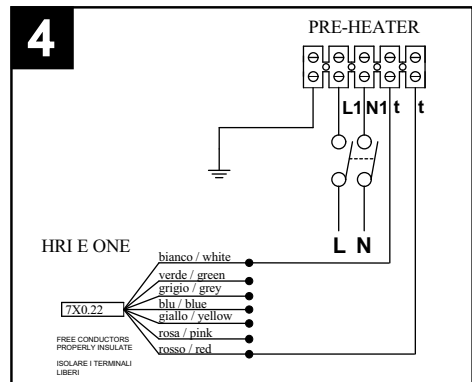 4
PRE-HEATER
L1 N1 t t
L N
HRI E ONE
bianco / white
verde / green
grigio / grey
7X0.22
blu / blue
giallo / yellow
rosa / pink
rosso / red
FREE CONDUCTORS
PROPERLY INSULATE
ISOLARE I TERMINALI
LIBERI